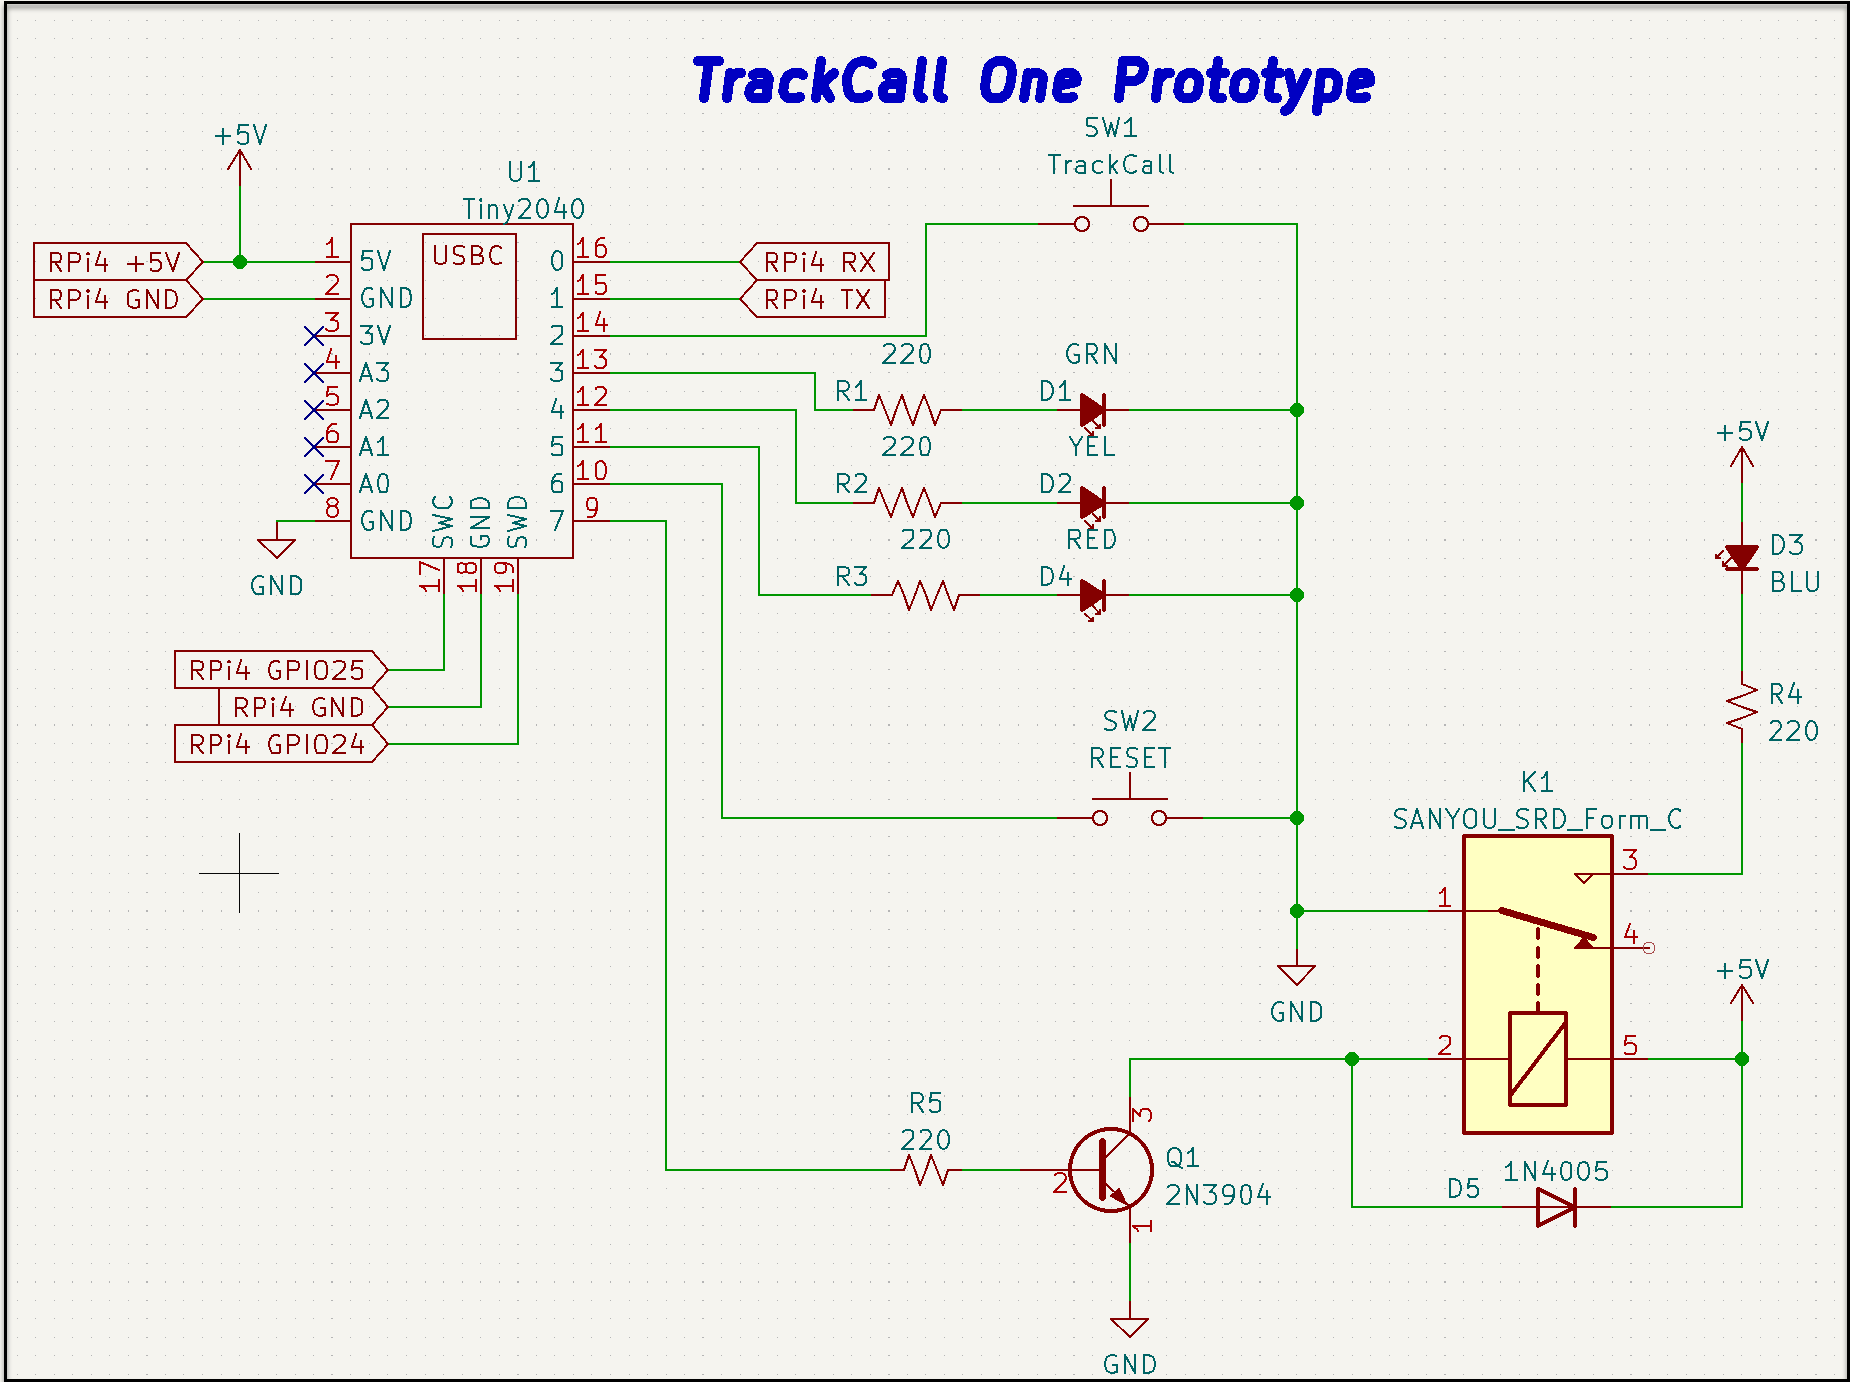 TrackCall One Prototype
+5V
U1
Tiny2040
USBC
RPi4 +5V
RPi4 GND
1
2
3
4
5
6
7
8
5V
GND
3V
A3
A2
A1
A0
GND
0
1
2
3
4
5
6
7
16
15
14
13
12
11
10
9
SWC
GND
SWD
17
18
19
GND
RPi4 RX
RPi4 TX
RPi4 GPIO25
RPi4 GND
RPi4 GPIO24
SW1
TrackCall
220
R1
GRN
D1
220
R2
YEL
D2
220
R3
RED
D4
SW2
RESET
GND
+5V
D3
BLU
R4
220
K1
SANYOU_SRD_Form_C
1
3
4
2
5
+5V
R5
220
3
2
1
Q1
2N3904
D5
1N4005
GND